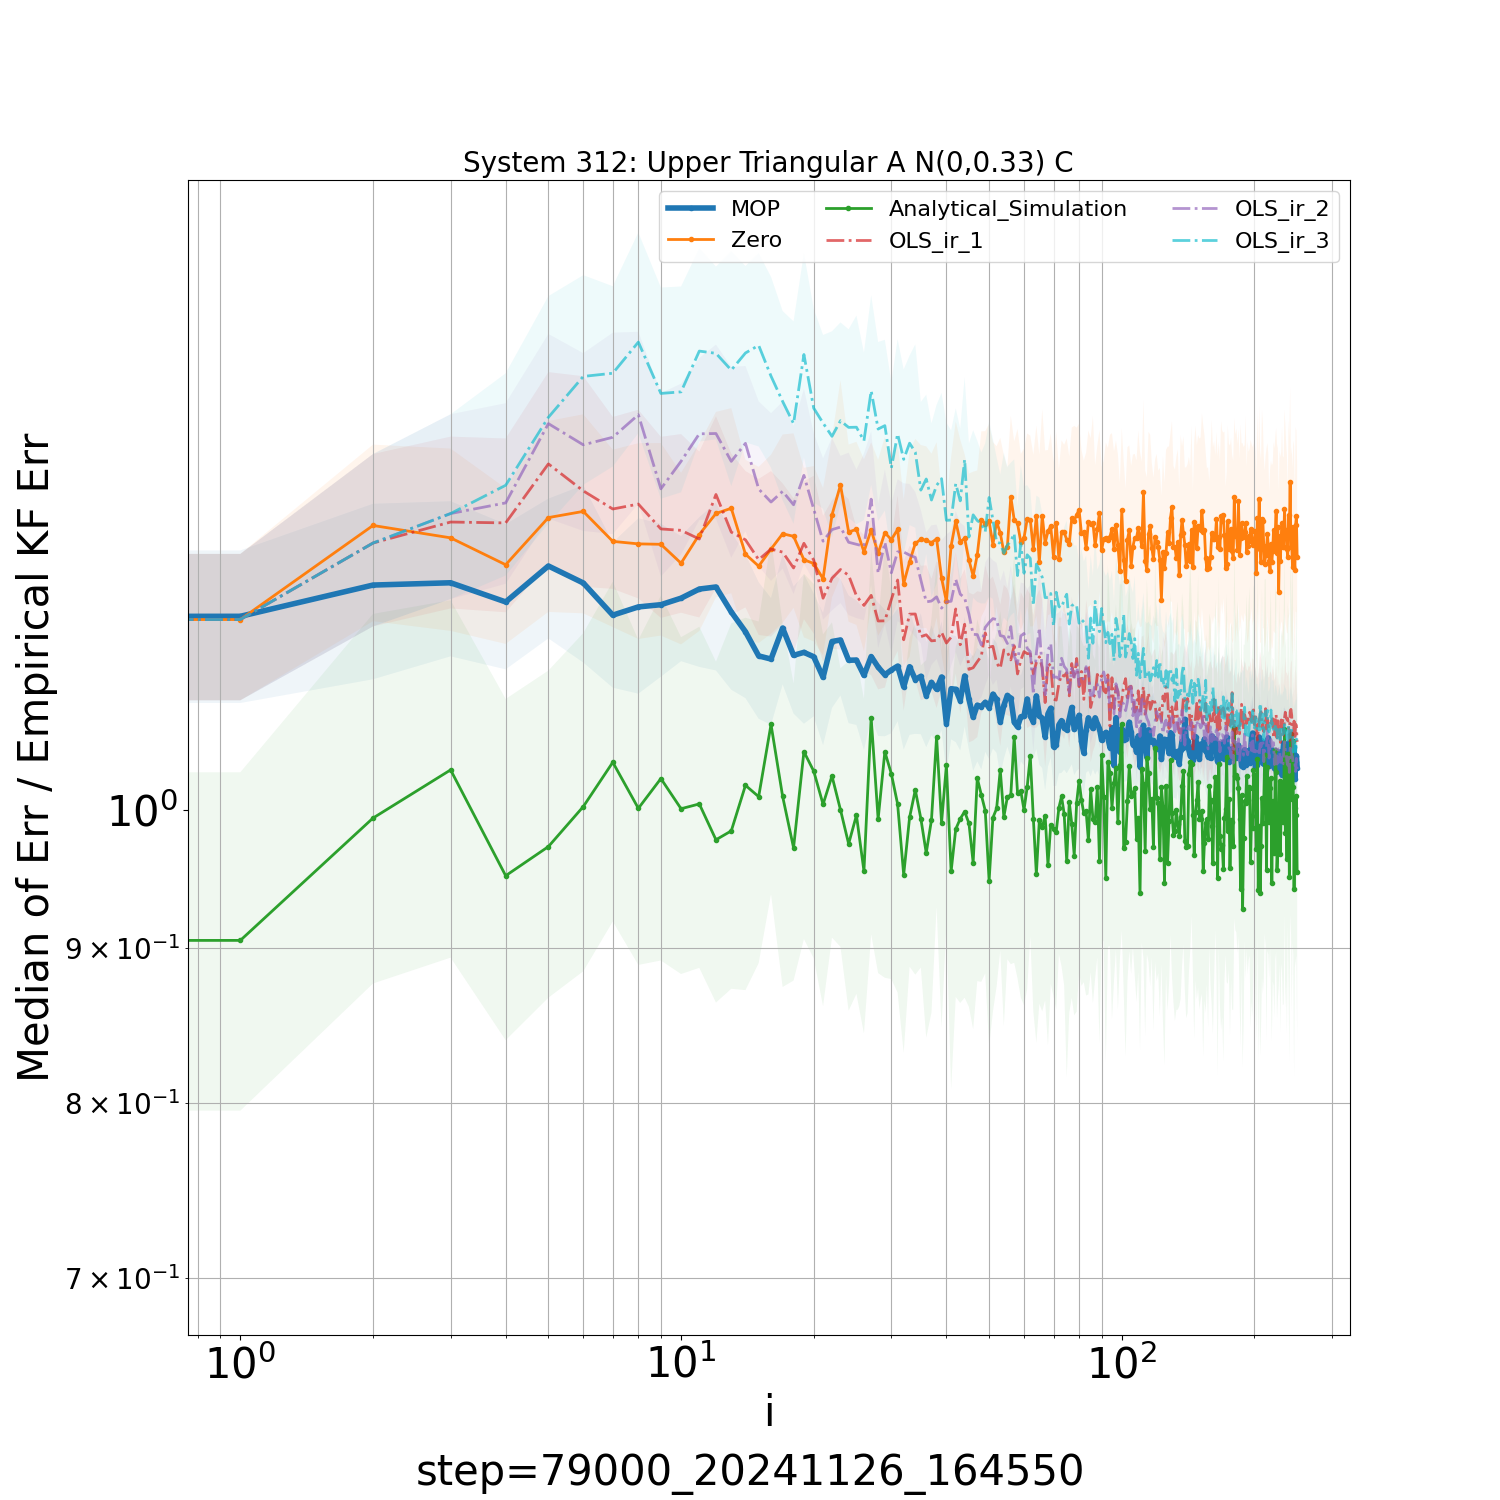 System 312: Upper Triangular A N(0,0.33) C
MOP
Zero
Analytical_Simulation
OLS_ir_1
OLS_ir_2
OLS_ir_3
Median of Err / Empirical KF Err
10⁰
9 × 10⁻¹
8 × 10⁻¹
7 × 10⁻¹
10⁰ 10¹ 10²
i
step=79000_20241126_164550